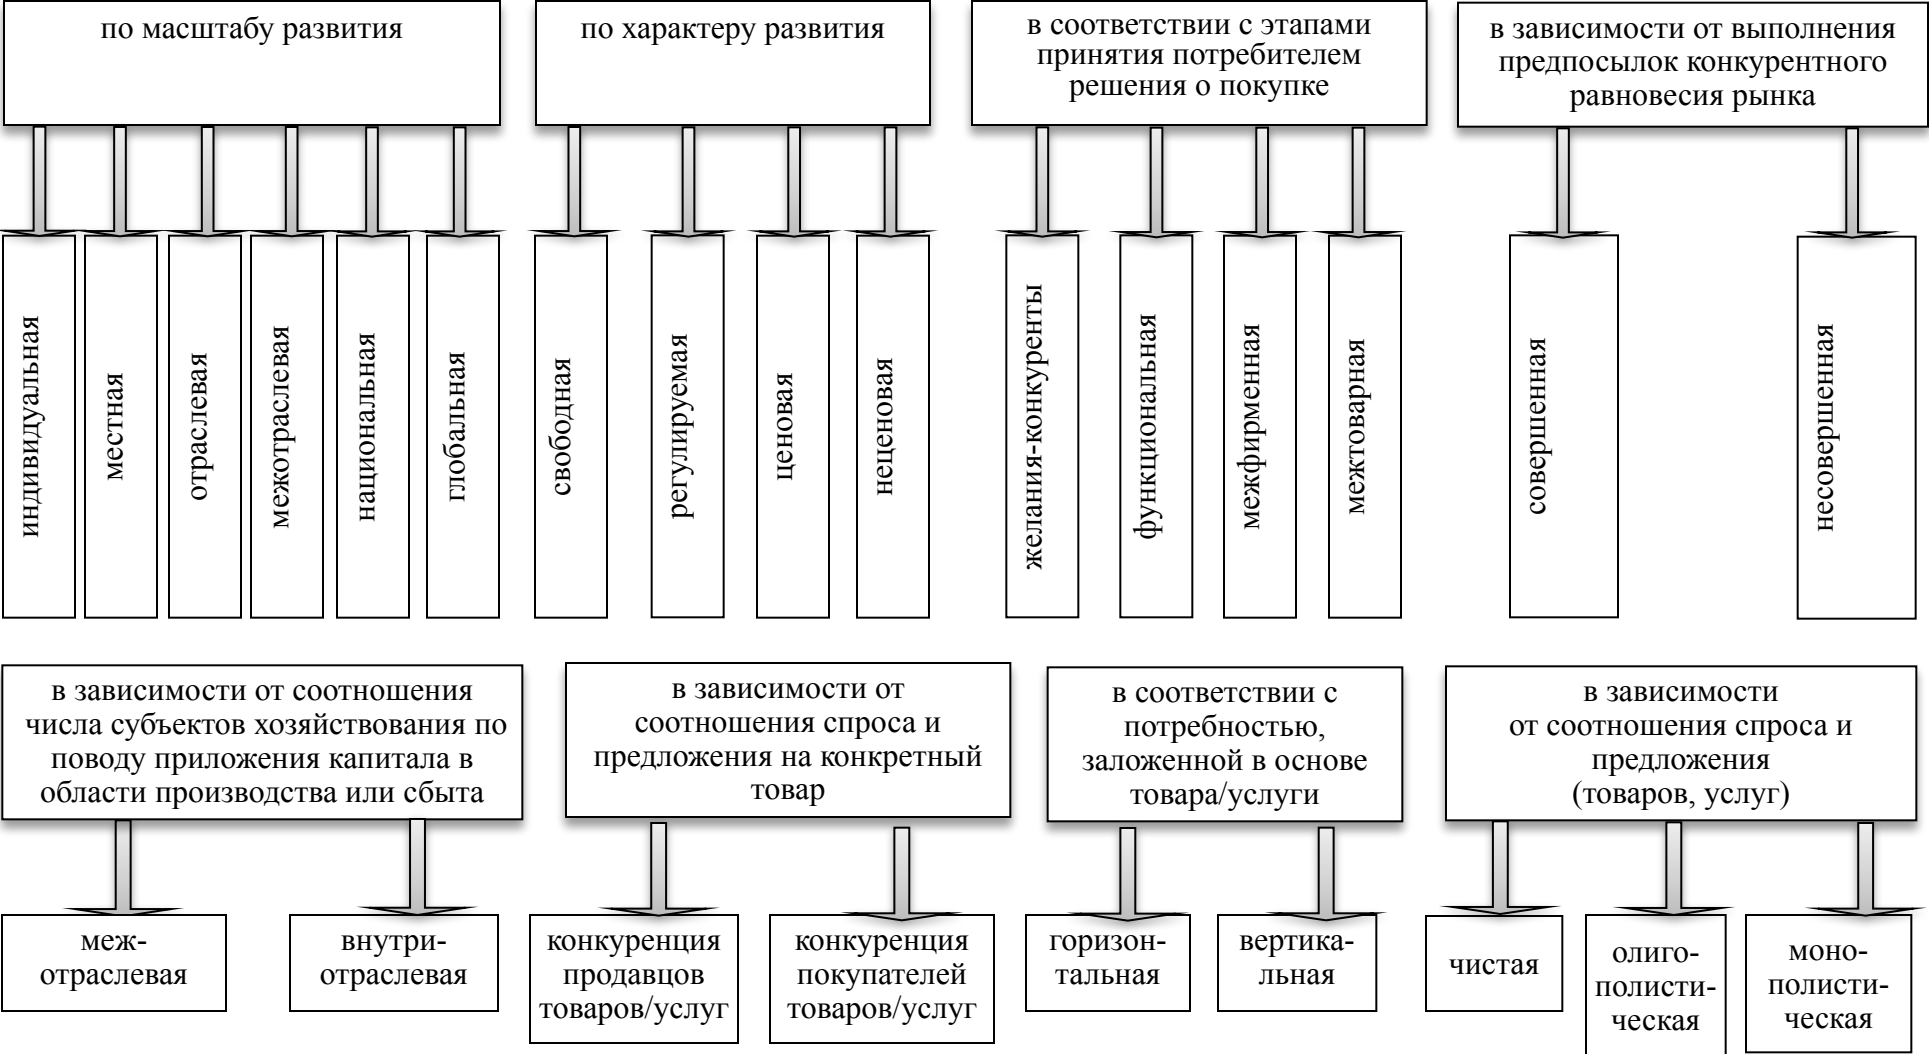 по масштабу развития
по характеру развития
в соответствии с этапами
принятия потребителем
решения о покупке
в зависимости от выполнения
предпосылок конкурентного
равновесия рынка
индивидуальная
местная
отраслевая
межотраслевая
национальная
глобальная
свободная
регулируемая
ценовая
неценовая
желания-конкуренты
функциональная
межфирменная
межтоварная
совершенная
несовершенная
в зависимости от соотношения
числа субъектов хозяйствования по
поводу приложения капитала в
области производства или сбыта
в зависимости от
соотношения спроса и
предложения на конкретный
товар
в соответствии с
потребностью,
заложенной в основе
товара/услуги
в зависимости
от соотношения спроса и
предложения
(товаров, услуг)
меж-
отраслевая
внутри-
отраслевая
конкуренция
продавцов
товаров/услуг
конкуренция
покупателей
товаров/услуг
горизон-
тальная
вертика-
льная
чистая
олиго-
полисти-
ческая
моно-
полисти-
ческая